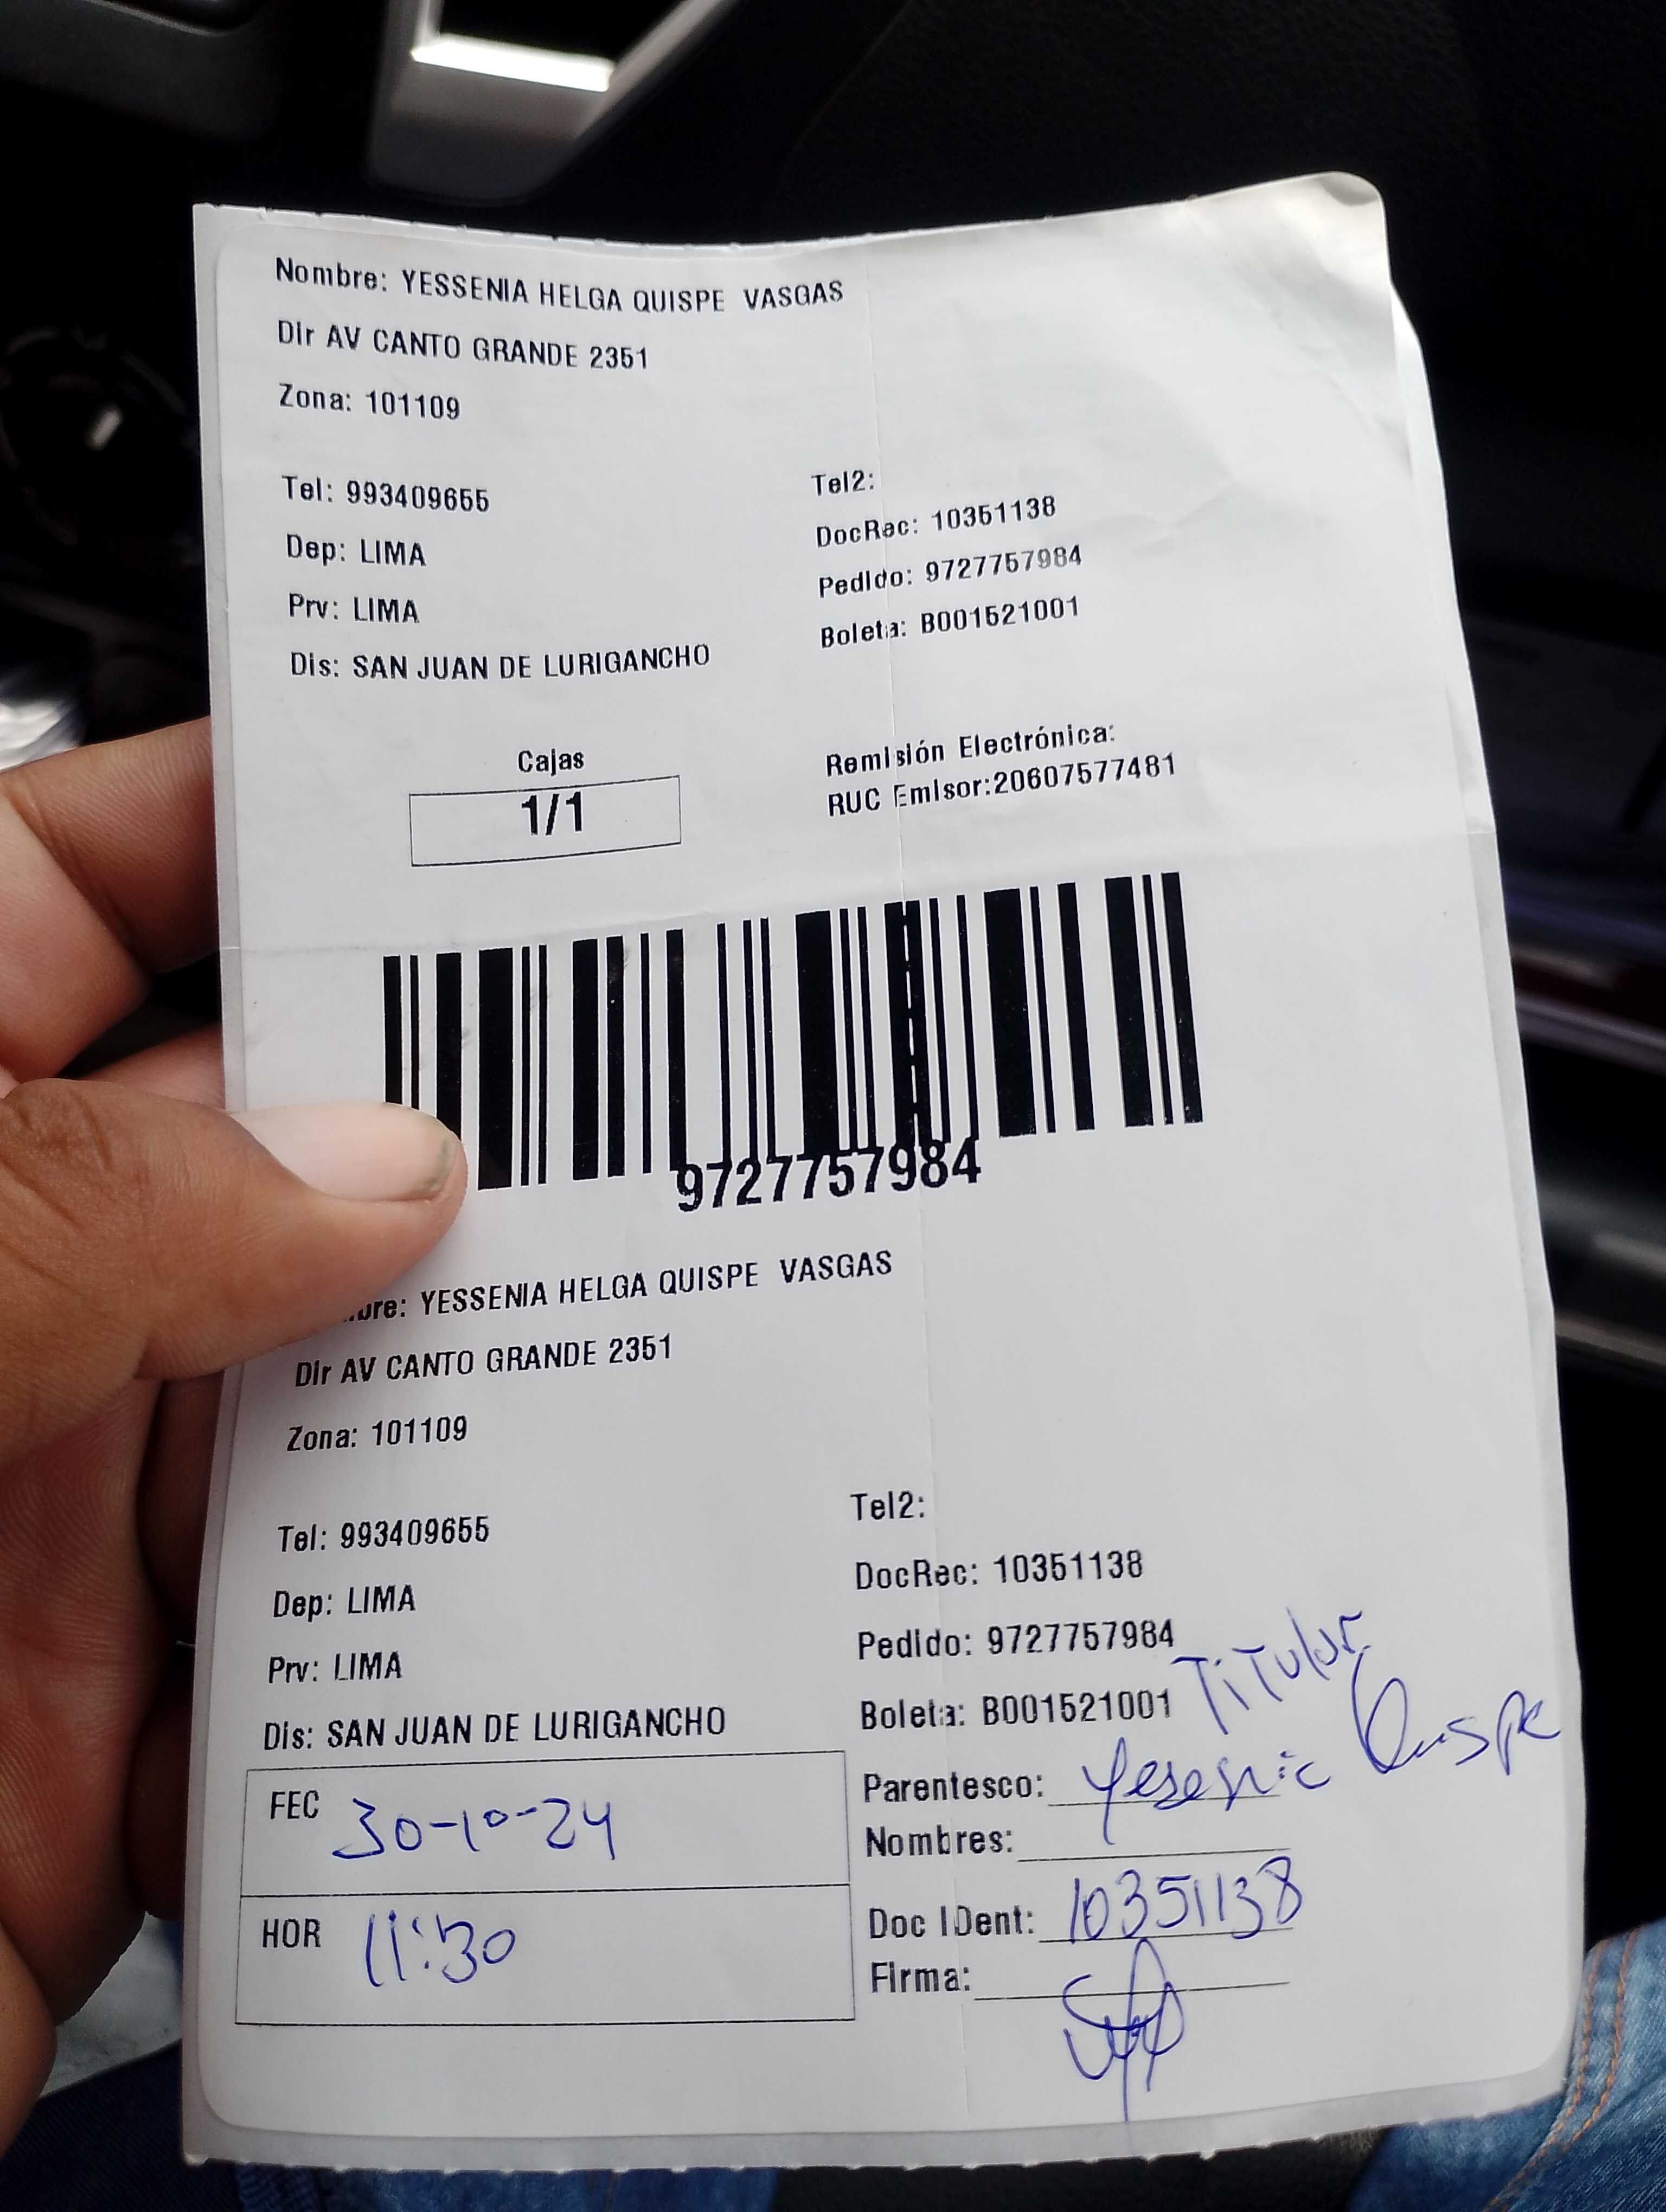 Nombre: YESSENIA HELGA QUISPE VASGAS
Dir AV CANTO GRANDE 2351
Zona: 101109
Tel: 993409655
Dep: LIMA
Prv: LIMA
Dis: SAN JUAN DE LURIGANCHO
Tel2:
DocRec: 10351138
Pedido: 9727757984
Boleta: B001521001
Cajas
1/1
Remisión Electrónica:
RUC Emisor:20607577481
9727757984
bre: YESSENIA HELGA QUISPE VASGAS
Dir AV CANTO GRANDE 2351
Zona: 101109
Tel: 993409655
Dep: LIMA
Prv: LIMA
Dis: SAN JUAN DE LURIGANCHO
Tel2:
DocRec: 10351138
Pedido: 9727757984
Boleta: B001521001 Titular
Parentesco: Yesenia Quispe
Nombres:
Doc IDent: 10351138
Firma:
FEC 30-10-24
HOR 11:30